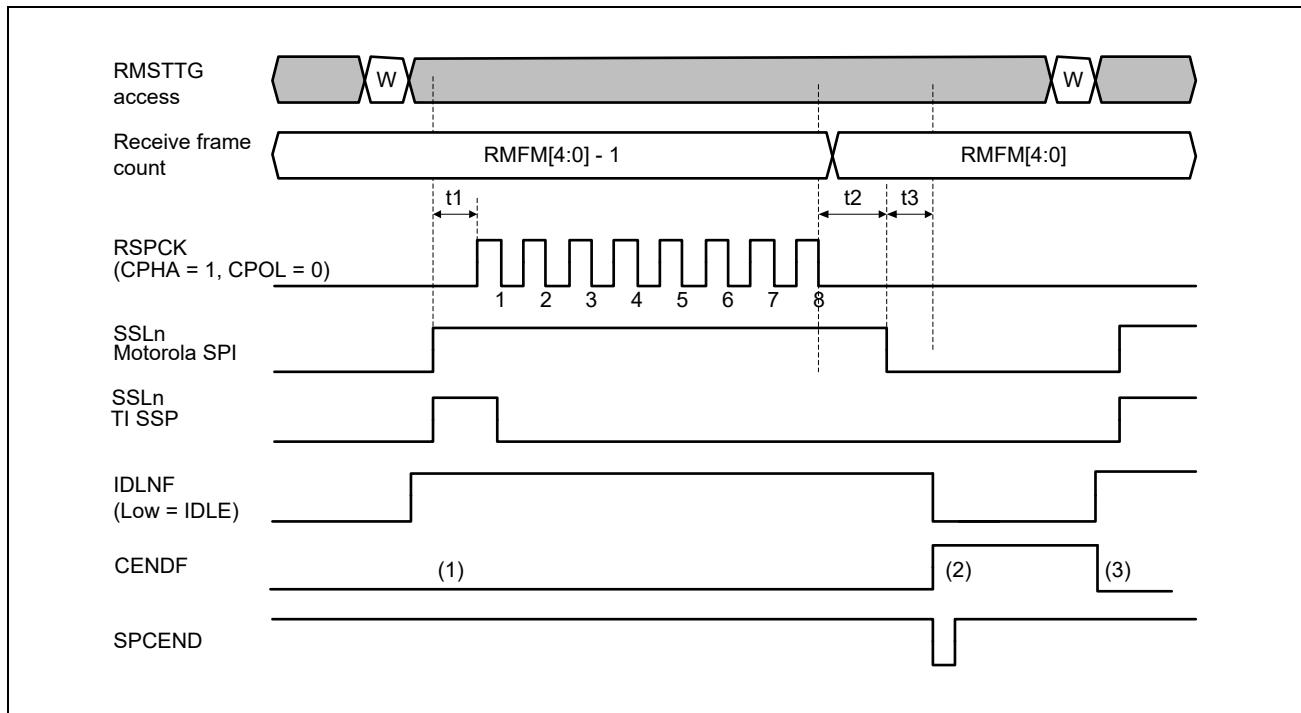 RMSTTG
access
W
W
Receive frame
count
RMFM[4:0] - 1
RMFM[4:0]
t1
t2
t3
RSPCK
(CPHA = 1, CPOL = 0)
1 2 3 4 5 6 7 8
SSLn
Motorola SPI
SSLn
TI SSP
IDLNF
(Low = IDLE)
CENDF
(1)
(2)
(3)
SPCEND